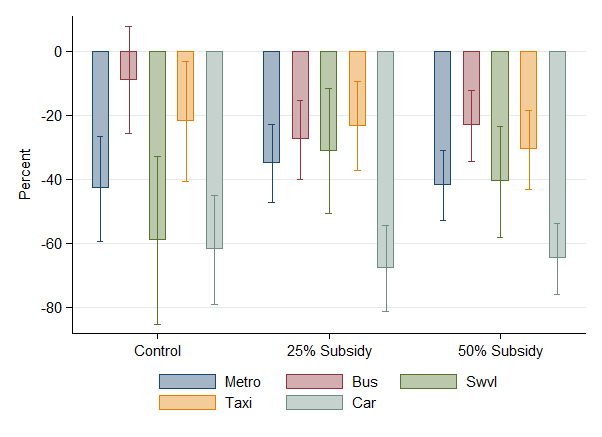 0
-20
-40
-60
-80
Percent
Control 25% Subsidy 50% Subsidy
Metro Bus Swvl
Taxi Car